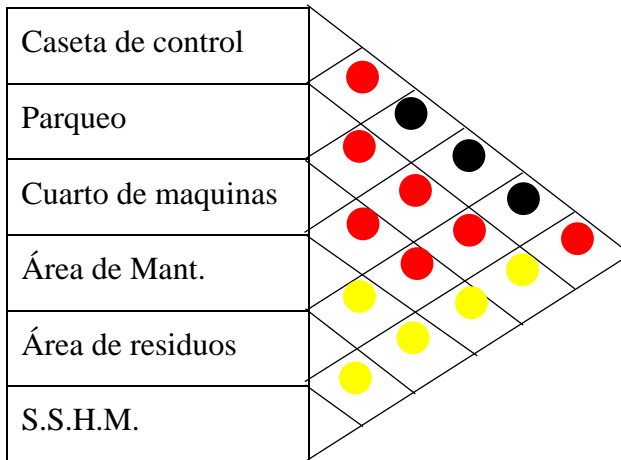 Caseta de control
Parqueo
Cuarto de maquinas
Área de Mant.
Área de residuos
S.S.H.M.